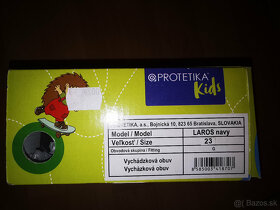 PROTETIKA
Kids
PROTETIKA, a.s., Bojnická 10, 823 65 Bratislava, SLOVAKIA
Model / Model LAROS navy
Veľkosť / Size 23
Obvodová skupina / Fitting G
Vychádzková obuv
Vychádzková obuv
8585003418707
© Bazos.sk